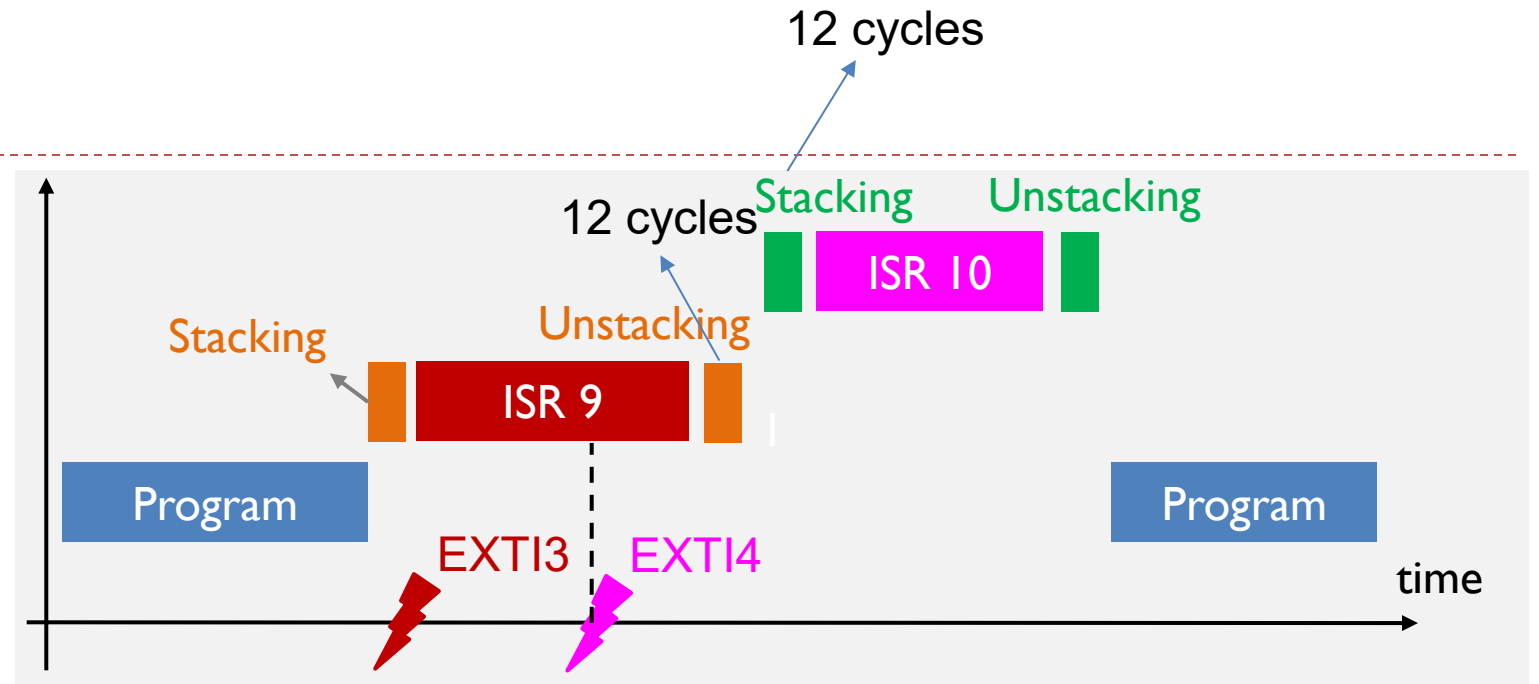 12 cycles
Stacking
Unstacking
12 cycles
ISR 10
Stacking
Unstacking
ISR 9
Program
Program
EXTI3
EXTI4
time